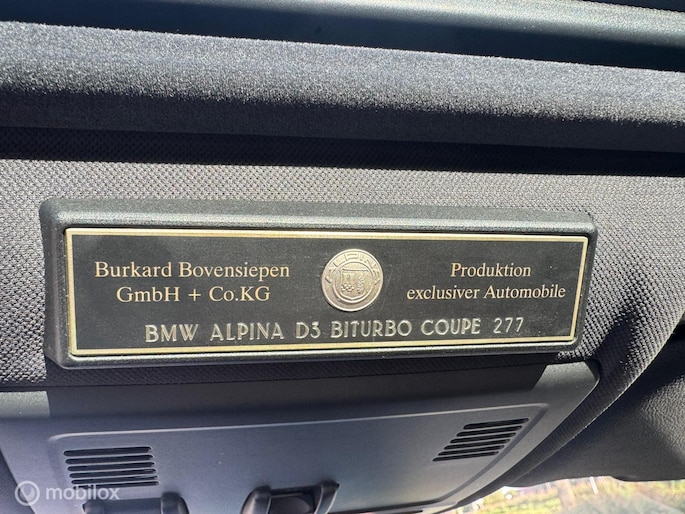 Burkard Bovensiepen
GmbH + Co.KG
Produktion
exclusiver Automobile
BMW ALPINA D3 BITURBO COUPE 277
mobilox